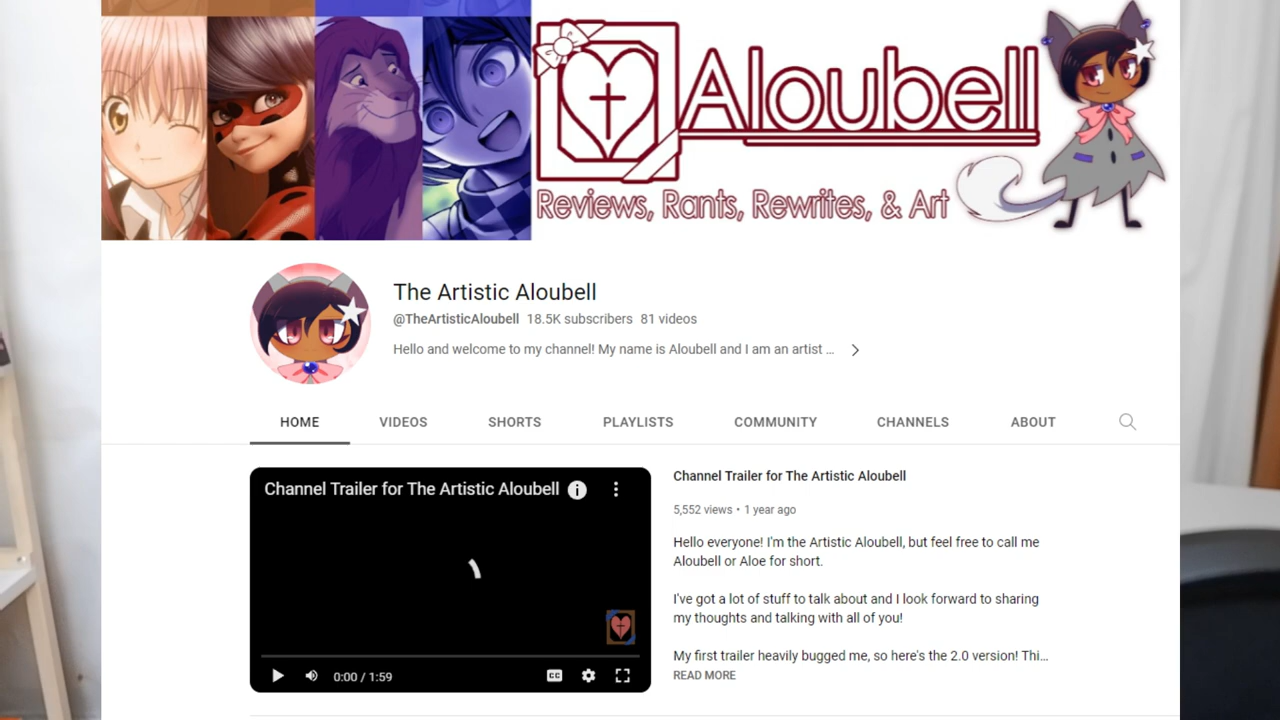 Aloubell
Reviews, Rants, Rewrites, & Art
The Artistic Aloubell
@TheArtisticAloubell 18.5K subscribers 81 videos
Hello and welcome to my channel! My name is Aloubell and I am an artist ...
HOME VIDEOS SHORTS PLAYLISTS COMMUNITY CHANNELS ABOUT
Channel Trailer for The Artistic Aloubell
0:00 / 1:59
CC
Channel Trailer for The Artistic Aloubell
5,552 views • 1 year ago
Hello everyone! I'm the Artistic Aloubell, but feel free to call me
Aloubell or Aloe for short.
I've got a lot of stuff to talk about and I look forward to sharing
my thoughts and talking with all of you!
My first trailer heavily bugged me, so here's the 2.0 version! Thi...
READ MORE